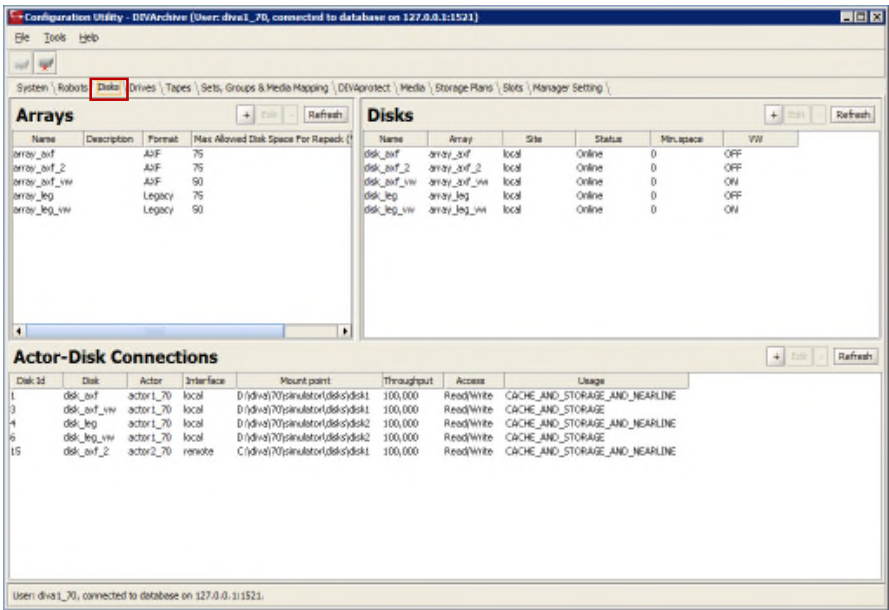 Configuration Utility - DIVArchive (User: diva1_70, connected to database on 127.0.0.1:1521)
File Tools Help
System Robots Disks Drives Tapes Sets, Groups & Media Mapping DIVAprotect Media Storage Plans Slots Manager Setting
Arrays + Edit - Refresh
Name Description Format Max Allowed Disk Space For Repack (
array_axf AXF 75
array_axf_2 AXF 75
array_axf_vw AXF 50
array_leg Legacy 75
array_leg_vw Legacy 50
Disks + Edit - Refresh
Name Array Site Status Min.space VW
disk_axf array_axf local Online 0 OFF
disk_axf_2 array_axf_2 local Online 0 OFF
disk_axf_vw array_axf_vw local Online 0 ON
disk_leg array_leg local Online 0 OFF
disk_leg_vw array_leg_vw local Online 0 ON
Actor-Disk Connections + Edit - Refresh
Disk Id Disk Actor Interface Mount point Throughput Access Usage
1 disk_axf actor1_70 local D:\diva\70\simulator\disks\disk1 100,000 Read/Write CACHE_AND_STORAGE_AND_NEARLINE
3 disk_axf_vw actor1_70 local D:\diva\70\simulator\disks\disk1 100,000 Read/Write CACHE_AND_STORAGE
4 disk_leg actor1_70 local D:\diva\70\simulator\disks\disk2 100,000 Read/Write CACHE_AND_STORAGE_AND_NEARLINE
6 disk_leg_vw actor1_70 local D:\diva\70\simulator\disks\disk2 100,000 Read/Write CACHE_AND_STORAGE
15 disk_axf_2 actor2_70 remote C:\diva\70\simulator\disks\disk1 100,000 Read/Write CACHE_AND_STORAGE_AND_NEARLINE
User: diva1_70, connected to database on 127.0.0.1:1521.